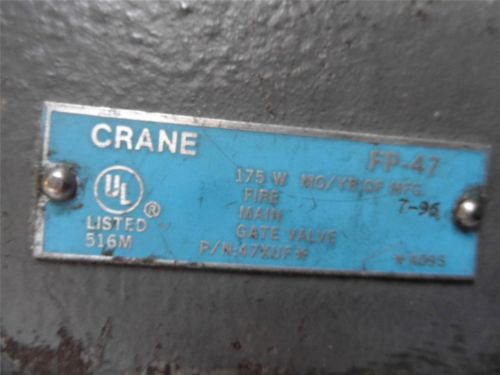 CRANE
FP-47
175 W MO/YR OF MFG.
FIRE 7-96
MAIN
GATE VALVE
P/N 47XUF*
UL
®
LISTED
516M